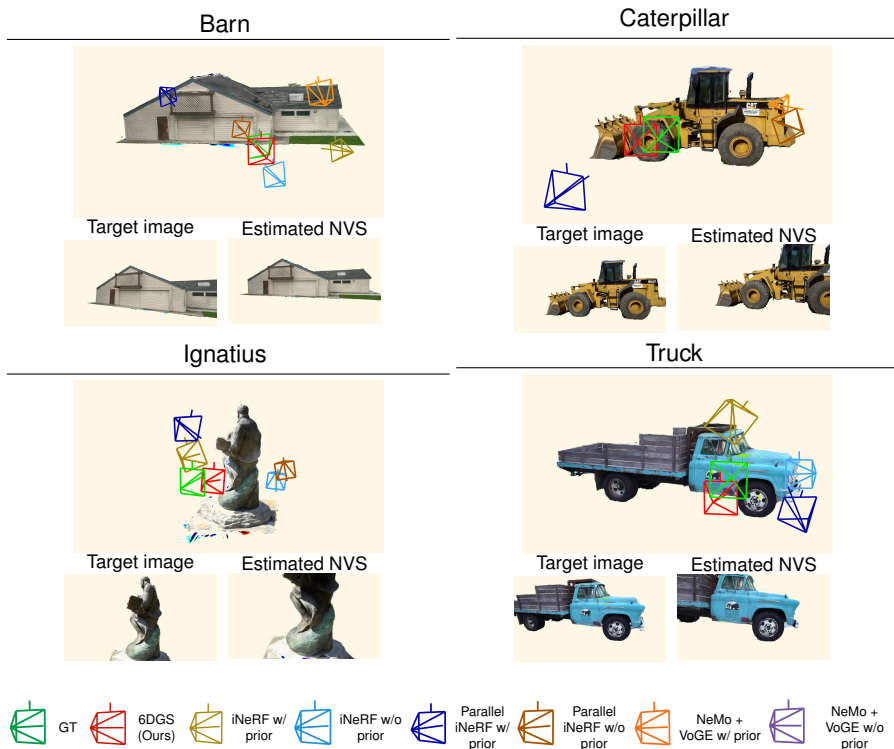 Barn
Caterpillar
CAT
Target image Estimated NVS
Target image Estimated NVS
CAT
Ignatius
Truck
Target image Estimated NVS
Target image Estimated NVS
GT
6DGS
(Ours)
iNeRF w/
prior
iNeRF w/o
prior
Parallel
iNeRF w/
prior
Parallel
iNeRF w/o
prior
NeMo +
VoGE w/ prior
NeMo +
VoGE w/o
prior